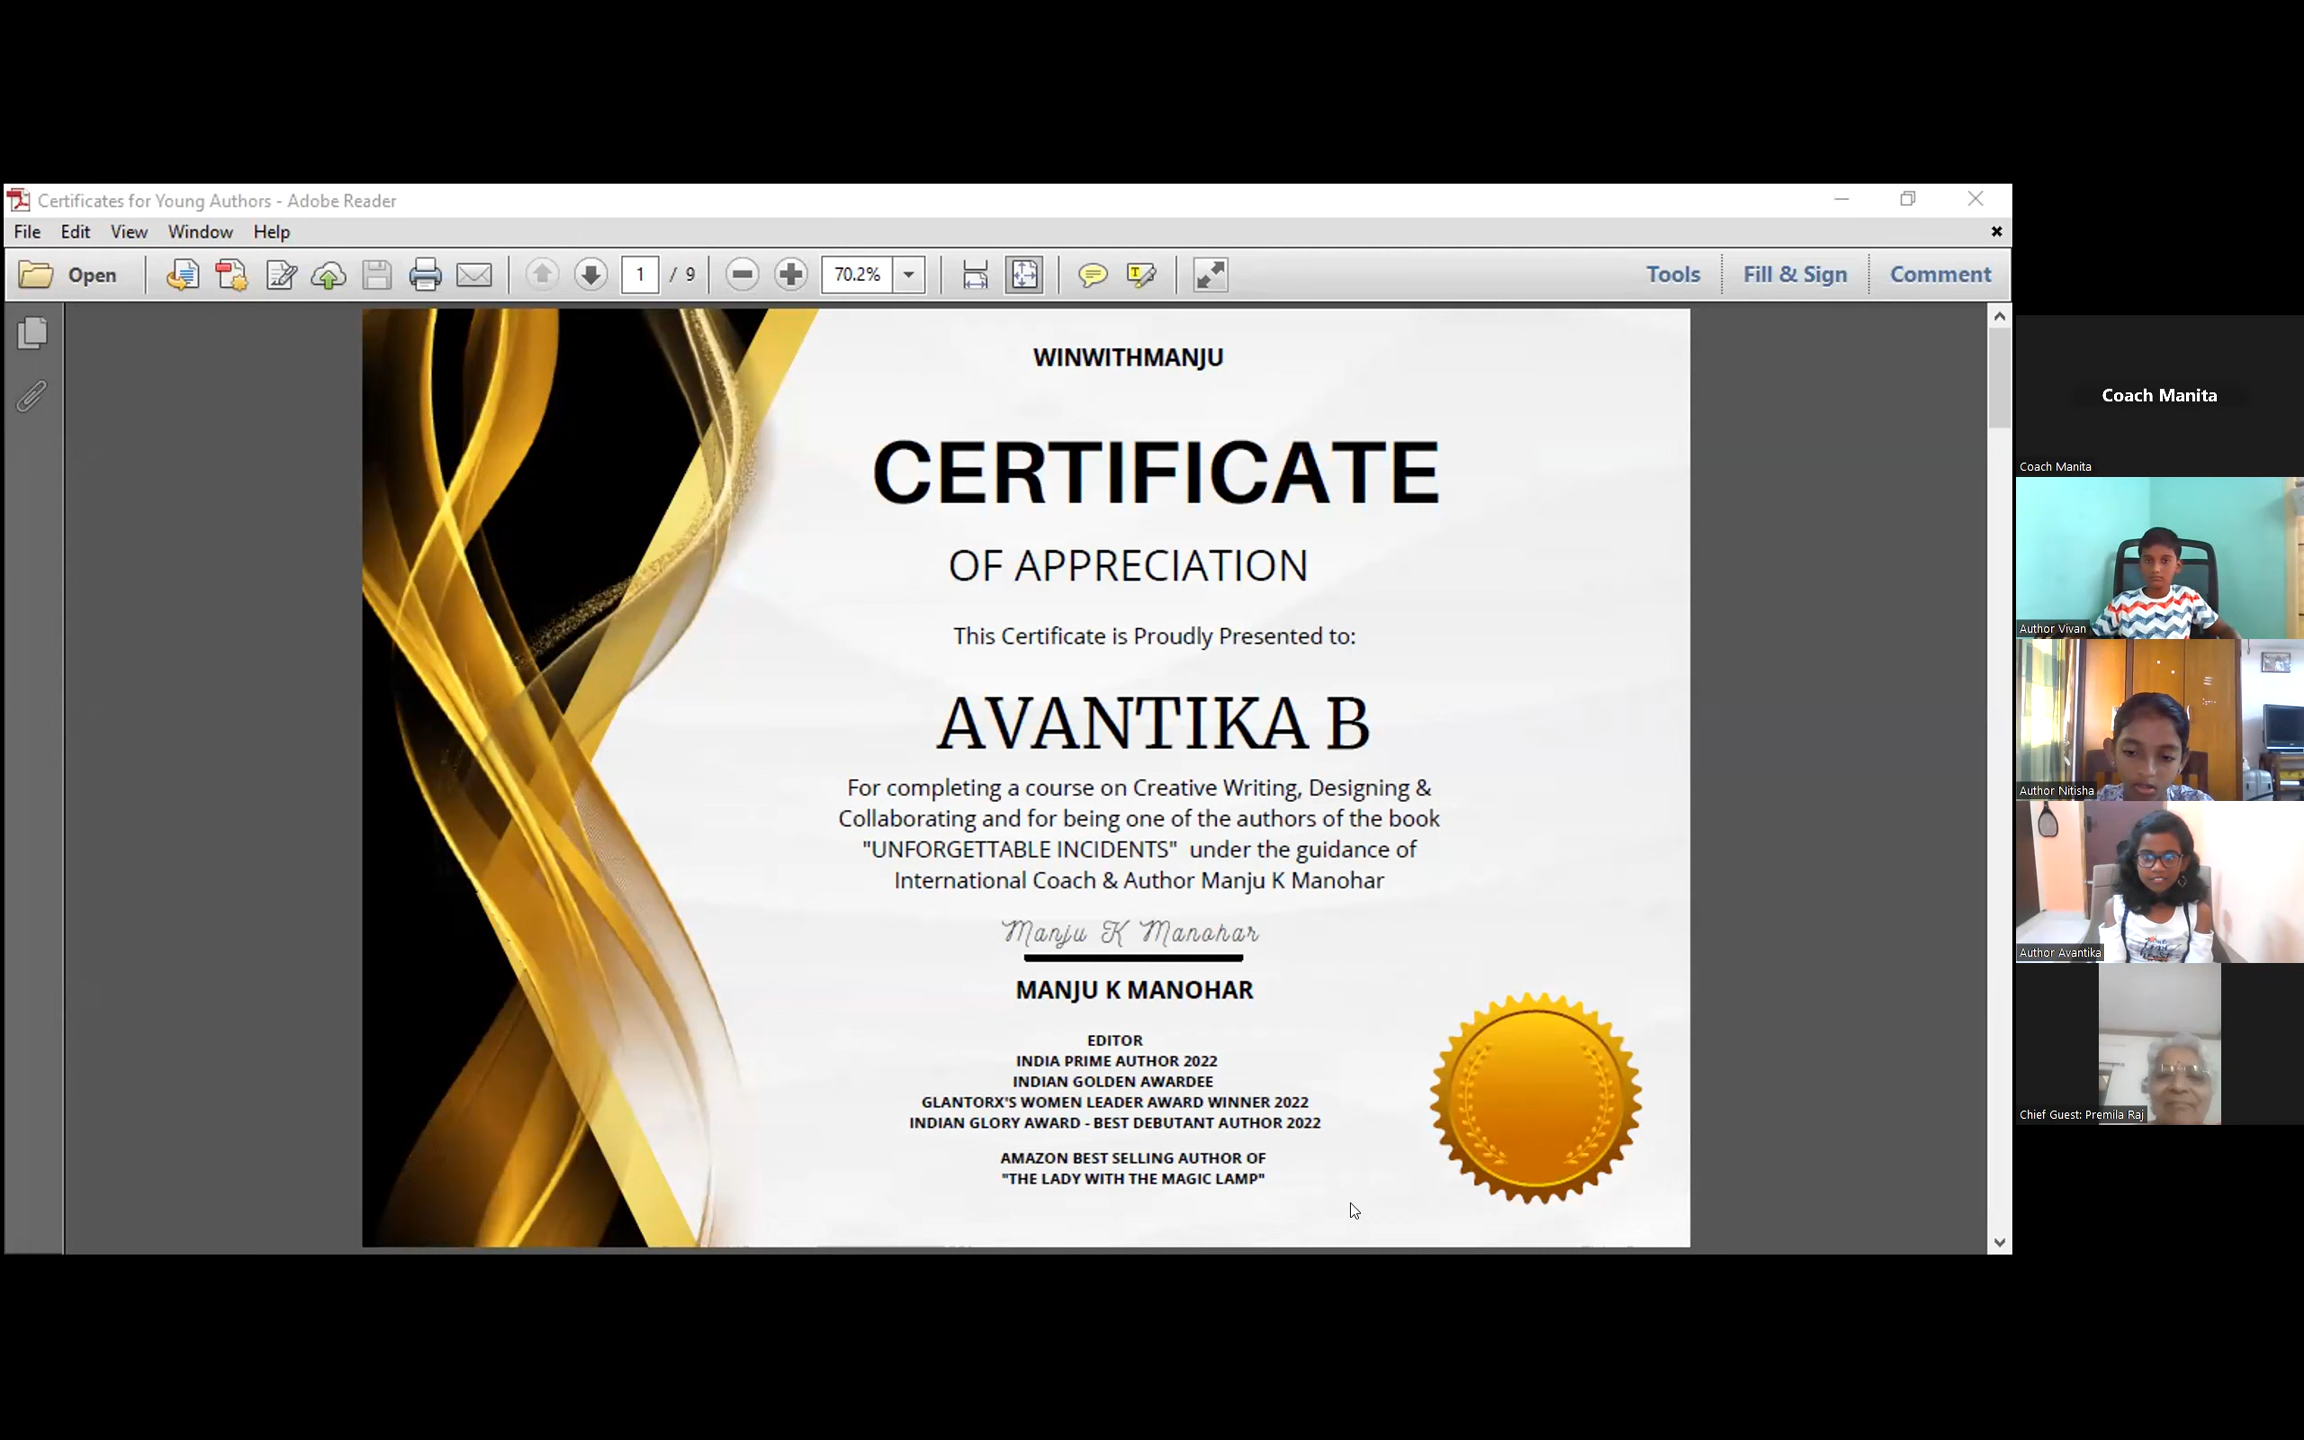 Certificates for Young Authors - Adobe Reader
File Edit View Window Help
Open 1 / 9 70.2% Tools Fill & Sign Comment
WINWITHMANJU
CERTIFICATE
OF APPRECIATION
This Certificate is Proudly Presented to:
AVANTIKA B
For completing a course on Creative Writing, Designing &
Collaborating and for being one of the authors of the book
"UNFORGETTABLE INCIDENTS" under the guidance of
International Coach & Author Manju K Manohar
Manju K Manohar
MANJU K MANOHAR
EDITOR
INDIA PRIME AUTHOR 2022
INDIAN GOLDEN AWARDEE
GLANTORX'S WOMEN LEADER AWARD WINNER 2022
INDIAN GLORY AWARD - BEST DEBUTANT AUTHOR 2022
AMAZON BEST SELLING AUTHOR OF
"THE LADY WITH THE MAGIC LAMP"
Coach Manita
Coach Manita
Author Vivan
Author Nitisha
Author Avantika
Chief Guest: Premila Raj